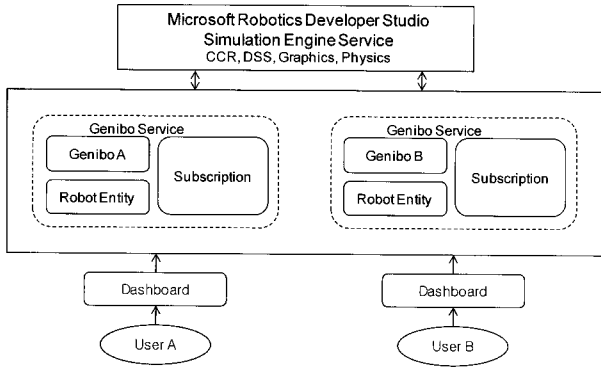 Microsoft Robotics Developer Studio
Simulation Engine Service
CCR, DSS, Graphics, Physics
Genibo Service
Genibo A
Robot Entity
Subscription
Genibo Service
Genibo B
Robot Entity
Subscription
Dashboard
Dashboard
User A
User B